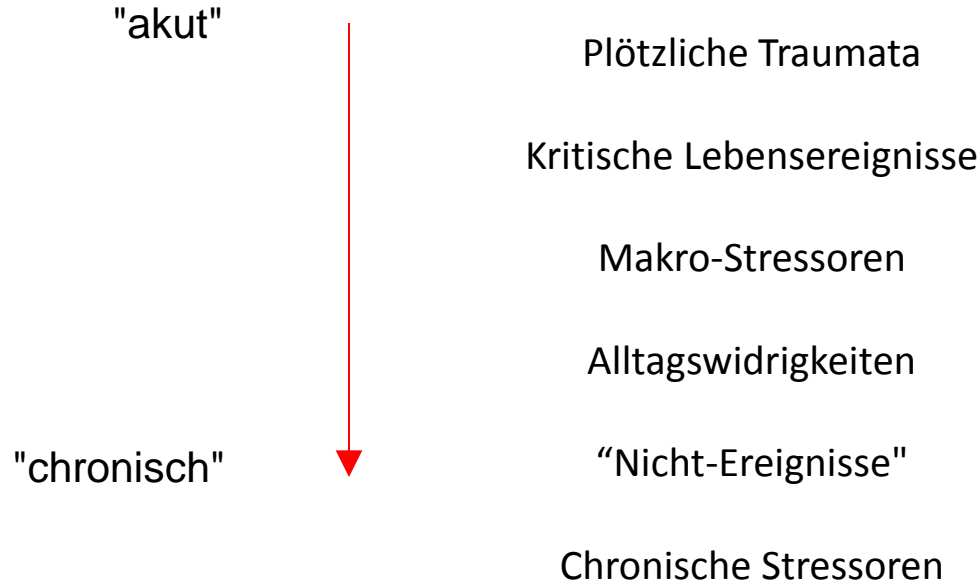 "akut"
Plötzliche Traumata
Kritische Lebensereignisse
Makro-Stressoren
Alltagswidrigkeiten
"chronisch"
“Nicht-Ereignisse"
Chronische Stressoren